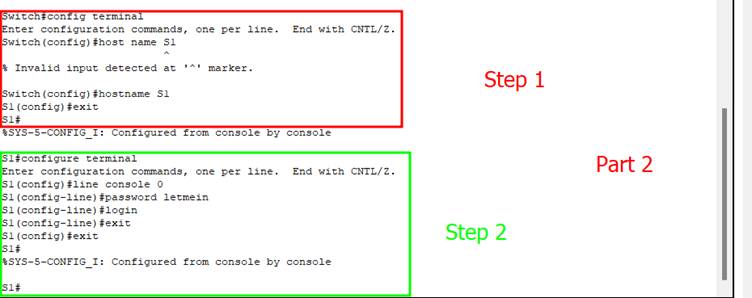 Switch#config terminal
Enter configuration commands, one per line.  End with CNTL/Z.
Switch(config)#host name S1
^
% Invalid input detected at '^' marker.
Switch(config)#hostname S1
S1(config)#exit
S1#
%SYS-5-CONFIG_I: Configured from console by console
Step 1
Part 2
S1#configure terminal
Enter configuration commands, one per line.  End with CNTL/Z.
S1(config)#line console 0
S1(config-line)#password letmein
S1(config-line)#login
S1(config-line)#exit
S1(config)#exit
S1#
%SYS-5-CONFIG_I: Configured from console by console
S1#
Step 2